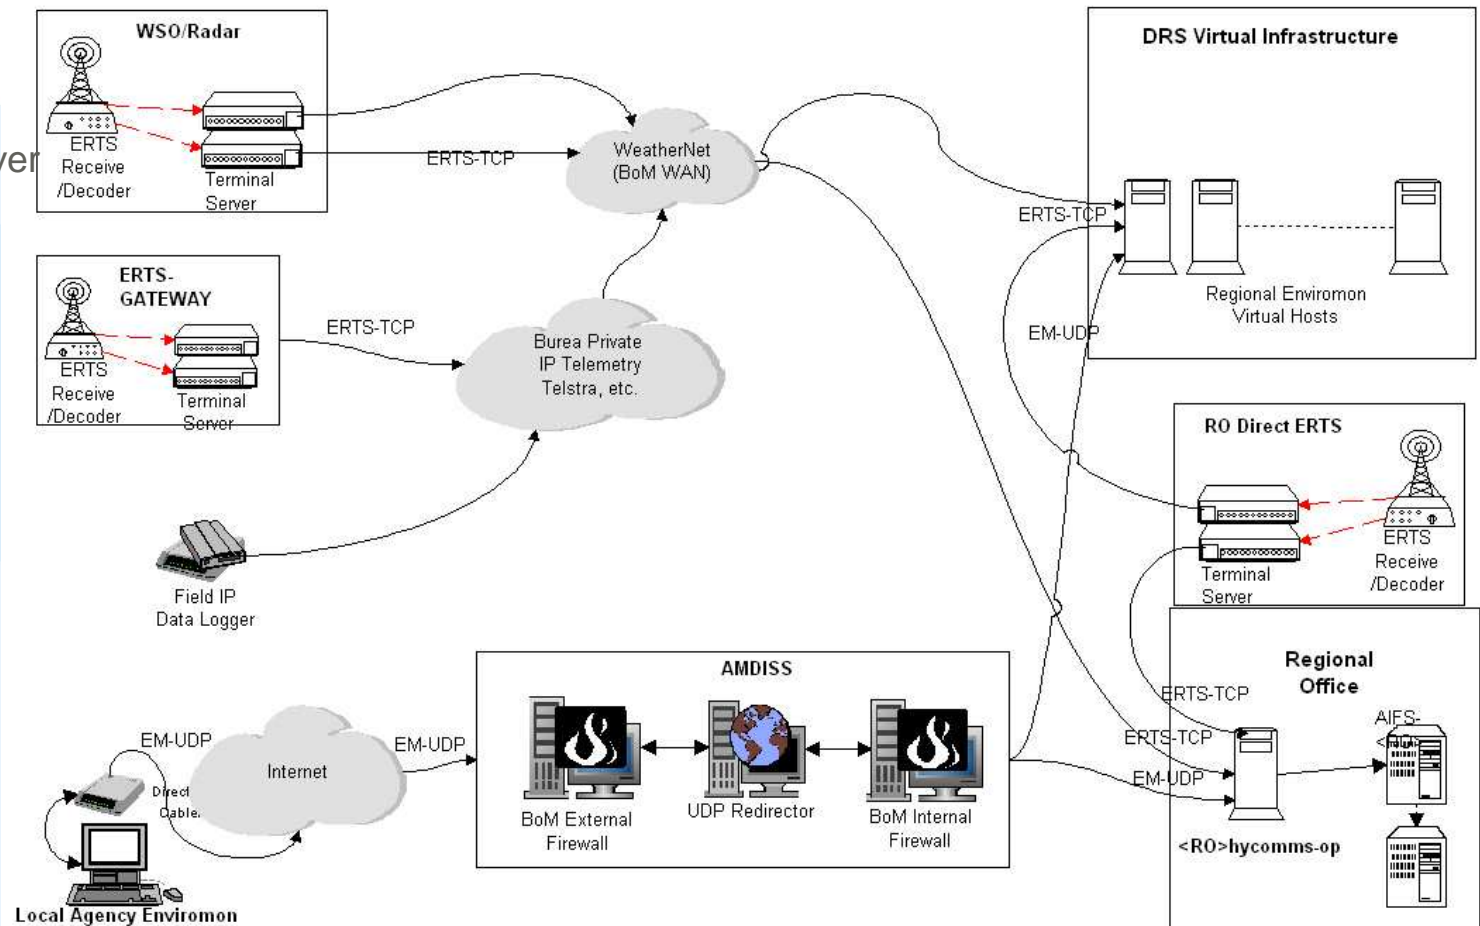 WSO/Radar
ERTS
Receive
/Decoder
Terminal
Server
ERTS-TCP
WeatherNet
(BoM WAN)
DRS Virtual Infrastructure
ERTS-TCP
Regional Enviromon
Virtual Hosts
EM-UDP
ERTS-
GATEWAY
ERTS
Receive
/Decoder
Terminal
Server
ERTS-TCP
Burea Private
IP Telemetry
Telstra, etc.
RO Direct ERTS
Terminal
Server
ERTS
Receive
/Decoder
Field IP
Data Logger
AMDISS
BoM External
Firewall
UDP Redirector
BoM Internal
Firewall
EM-UDP
Internet
EM-UDP
Direct
Cable
Local Agency Enviromon
Regional
Office
ERTS-TCP
ERTS-TCP
EM-UDP
AIFS-
<RO>hycomms-op